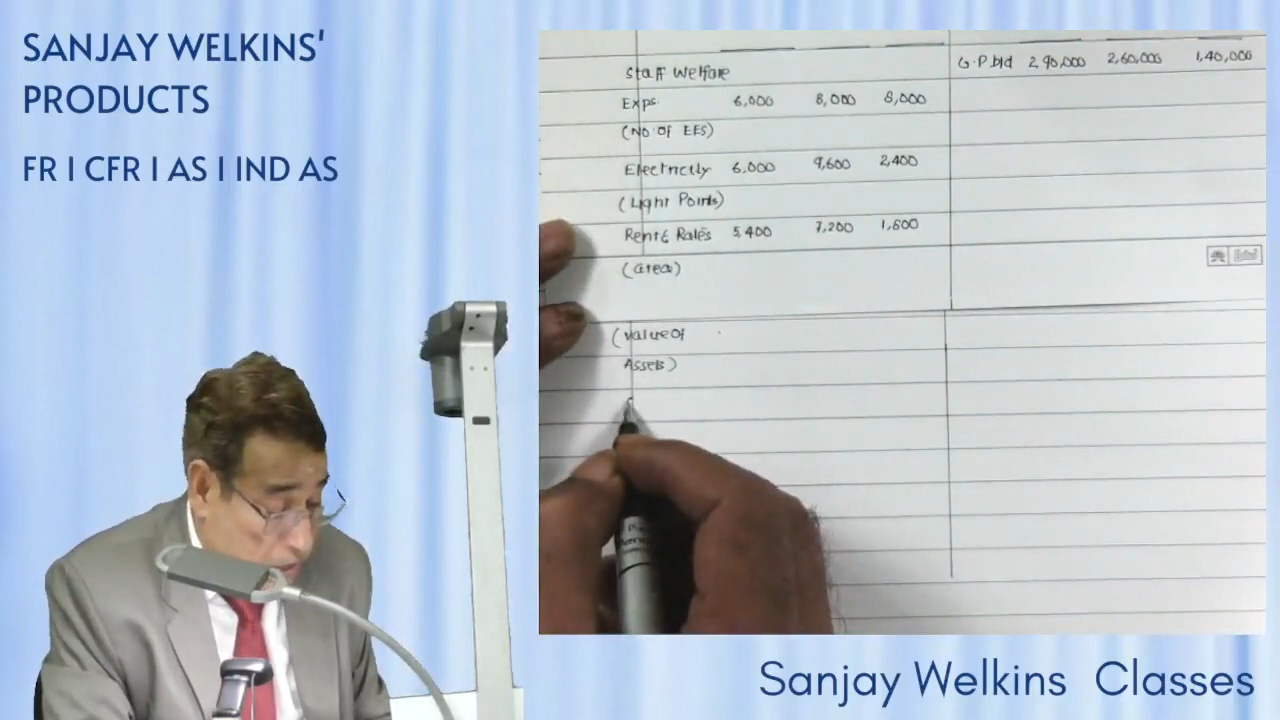 SANJAY WELKINS'
PRODUCTS
FR I CFR I AS I IND AS
G.P. b/d 2,90,000 2,60,000 1,40,000
Staff Welfare
Exps. 6,000 8,000 8,000
(No. of EES)
Electricity 6,000 9,600 2,400
(Light Points)
Rent & Rates 5,400 7,200 1,800
(area)
(Value of
Assets)
Sanjay Welkins Classes